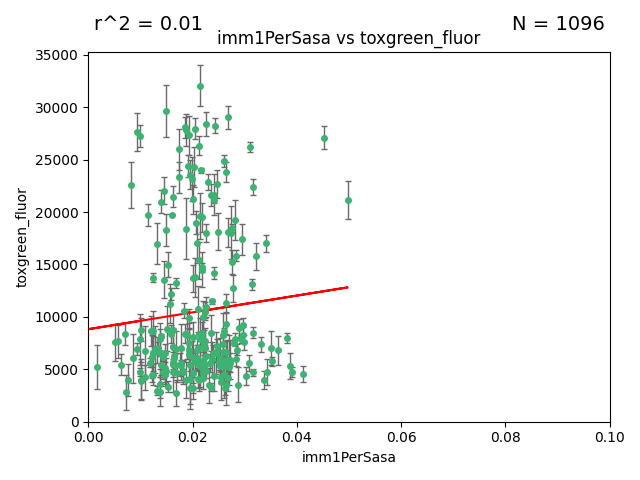 r^2 = 0.01
N = 1096
imm1PerSasa vs toxgreen_fluor
35000
30000
25000
20000
15000
10000
5000
0
toxgreen_fluor
0.00
0.02
0.04
0.06
0.08
0.10
imm1PerSasa